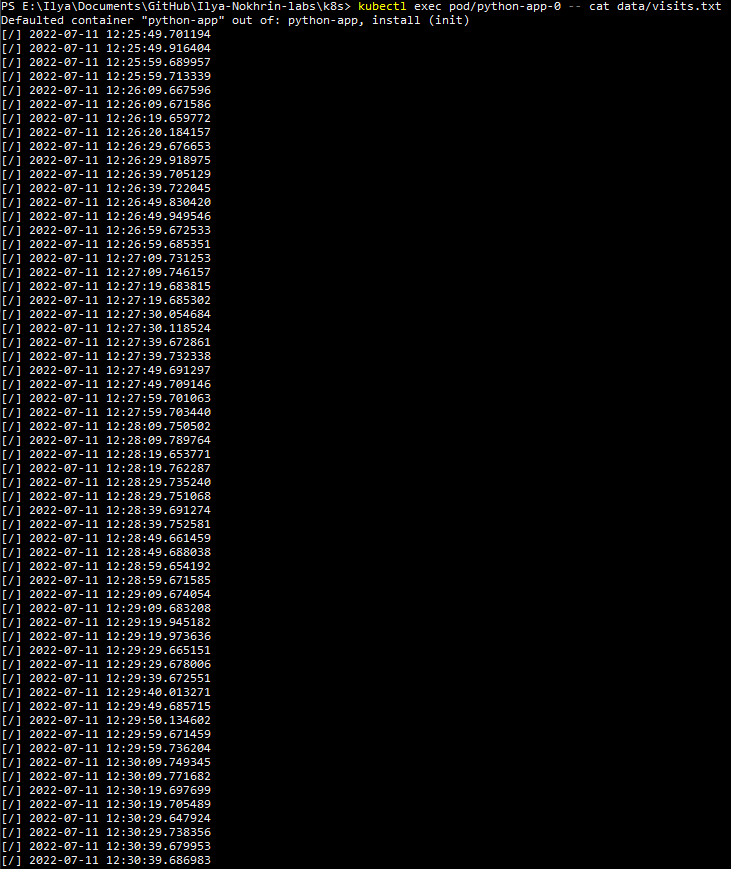 PS E:\Ilya\Documents\GitHub\Ilya-Nokhrin-labs\k8s> kubectl exec pod/python-app-0 -- cat data/visits.txt
Defaulted container "python-app" out of: python-app, install (init)
[/] 2022-07-11 12:25:49.701194
[/] 2022-07-11 12:25:49.916404
[/] 2022-07-11 12:25:59.689957
[/] 2022-07-11 12:25:59.713339
[/] 2022-07-11 12:26:09.667596
[/] 2022-07-11 12:26:09.671586
[/] 2022-07-11 12:26:19.659772
[/] 2022-07-11 12:26:20.184157
[/] 2022-07-11 12:26:29.676653
[/] 2022-07-11 12:26:29.918975
[/] 2022-07-11 12:26:39.705129
[/] 2022-07-11 12:26:39.722045
[/] 2022-07-11 12:26:49.830420
[/] 2022-07-11 12:26:49.949546
[/] 2022-07-11 12:26:59.672533
[/] 2022-07-11 12:26:59.685351
[/] 2022-07-11 12:27:09.731253
[/] 2022-07-11 12:27:09.746157
[/] 2022-07-11 12:27:19.683815
[/] 2022-07-11 12:27:19.685302
[/] 2022-07-11 12:27:30.054684
[/] 2022-07-11 12:27:30.118524
[/] 2022-07-11 12:27:39.672861
[/] 2022-07-11 12:27:39.732338
[/] 2022-07-11 12:27:49.691297
[/] 2022-07-11 12:27:49.709146
[/] 2022-07-11 12:27:59.701063
[/] 2022-07-11 12:27:59.703440
[/] 2022-07-11 12:28:09.750502
[/] 2022-07-11 12:28:09.789764
[/] 2022-07-11 12:28:19.653771
[/] 2022-07-11 12:28:19.762287
[/] 2022-07-11 12:28:29.735240
[/] 2022-07-11 12:28:29.751068
[/] 2022-07-11 12:28:39.691274
[/] 2022-07-11 12:28:39.752581
[/] 2022-07-11 12:28:49.661459
[/] 2022-07-11 12:28:49.688038
[/] 2022-07-11 12:28:59.654192
[/] 2022-07-11 12:28:59.671585
[/] 2022-07-11 12:29:09.674054
[/] 2022-07-11 12:29:09.683208
[/] 2022-07-11 12:29:19.945182
[/] 2022-07-11 12:29:19.973636
[/] 2022-07-11 12:29:29.665151
[/] 2022-07-11 12:29:29.678006
[/] 2022-07-11 12:29:39.672551
[/] 2022-07-11 12:29:40.013271
[/] 2022-07-11 12:29:49.685715
[/] 2022-07-11 12:29:50.134602
[/] 2022-07-11 12:29:59.671459
[/] 2022-07-11 12:29:59.736204
[/] 2022-07-11 12:30:09.749345
[/] 2022-07-11 12:30:09.771682
[/] 2022-07-11 12:30:19.697699
[/] 2022-07-11 12:30:19.705489
[/] 2022-07-11 12:30:29.647924
[/] 2022-07-11 12:30:29.738356
[/] 2022-07-11 12:30:39.679953
[/] 2022-07-11 12:30:39.686983